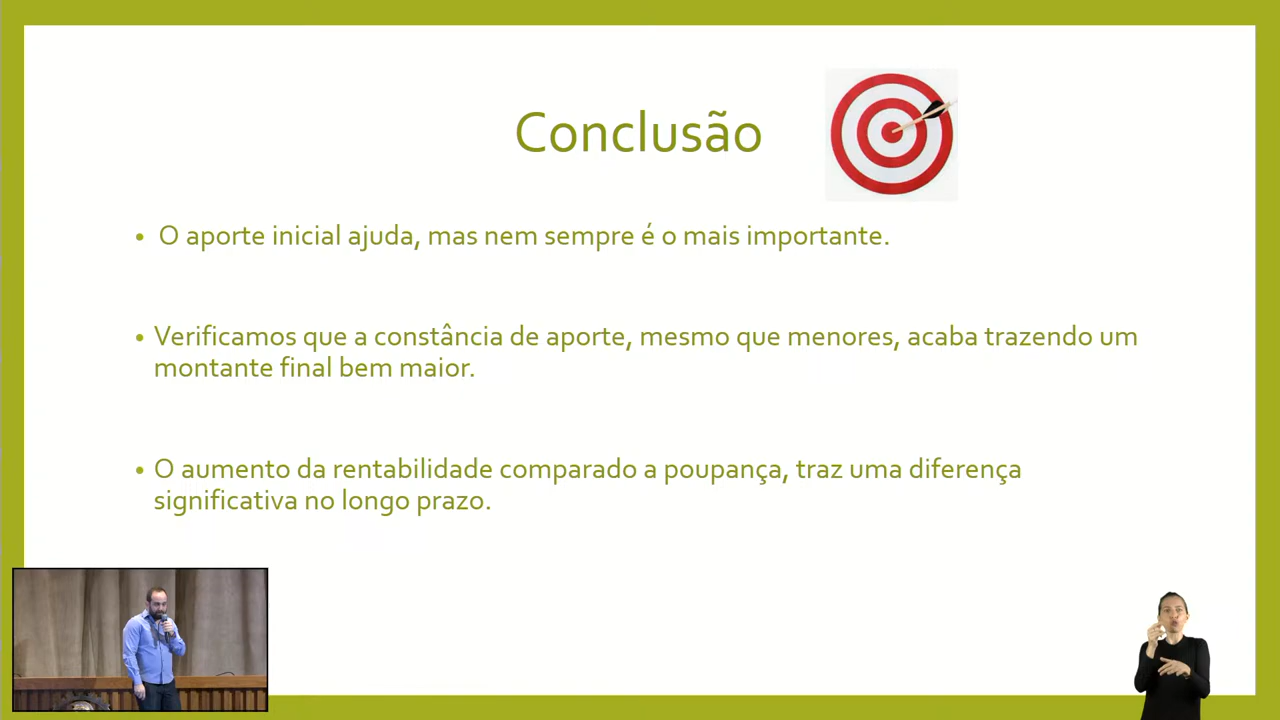 Conclusão
• O aporte inicial ajuda, mas nem sempre é o mais importante.
• Verificamos que a constância de aporte, mesmo que menores, acaba trazendo um
montante final bem maior.
• O aumento da rentabilidade comparado a poupança, traz uma diferença
significativa no longo prazo.